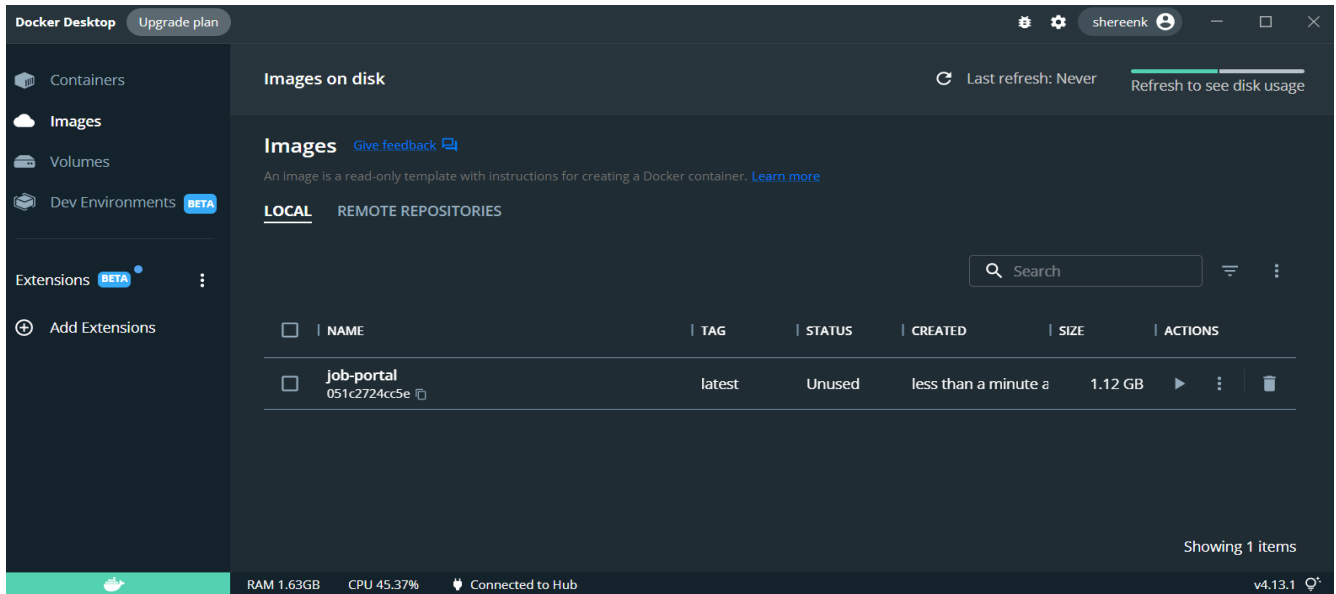 Docker Desktop Upgrade plan shereenk
Containers
Images
Volumes
Dev Environments BETA
Extensions BETA
Add Extensions
Images on disk Last refresh: Never Refresh to see disk usage
Images Give feedback
An image is a read-only template with instructions for creating a Docker container. Learn more
LOCAL REMOTE REPOSITORIES
Search
NAME TAG STATUS CREATED SIZE ACTIONS
job-portal latest Unused less than a minute a 1.12 GB
051c2724cc5e
Showing 1 items
RAM 1.63GB CPU 45.37% Connected to Hub v4.13.1